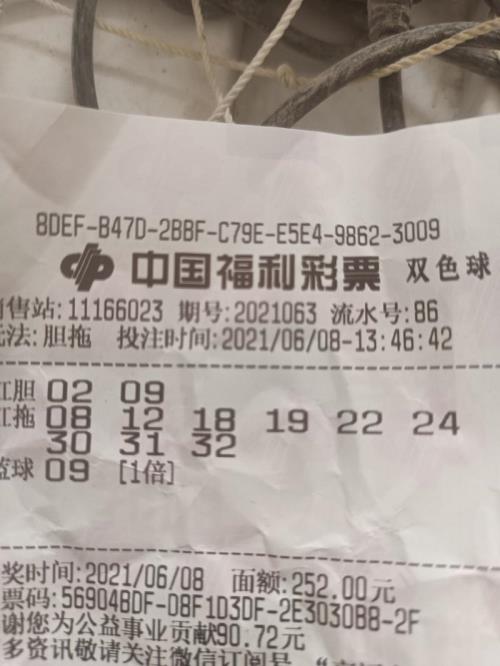 8DEF-B47D-2BBF-C79E-E5E4-9862-3009
中国福利彩票 双色球
售站:11166023 期号:2021063 流水号:86
法:胆拖 投注时间:2021/06/08-13:46:42
胆 02 09
拖 08 12 18 19 22 24
30 31 32
球 09 [1倍]
奖时间:2021/06/08 面额:252.00元
票码:569048DF-D8F1D3DF-2E3030B8-2F
谢您为公益事业贡献90.72元
多资讯敬请关注微信订阅号